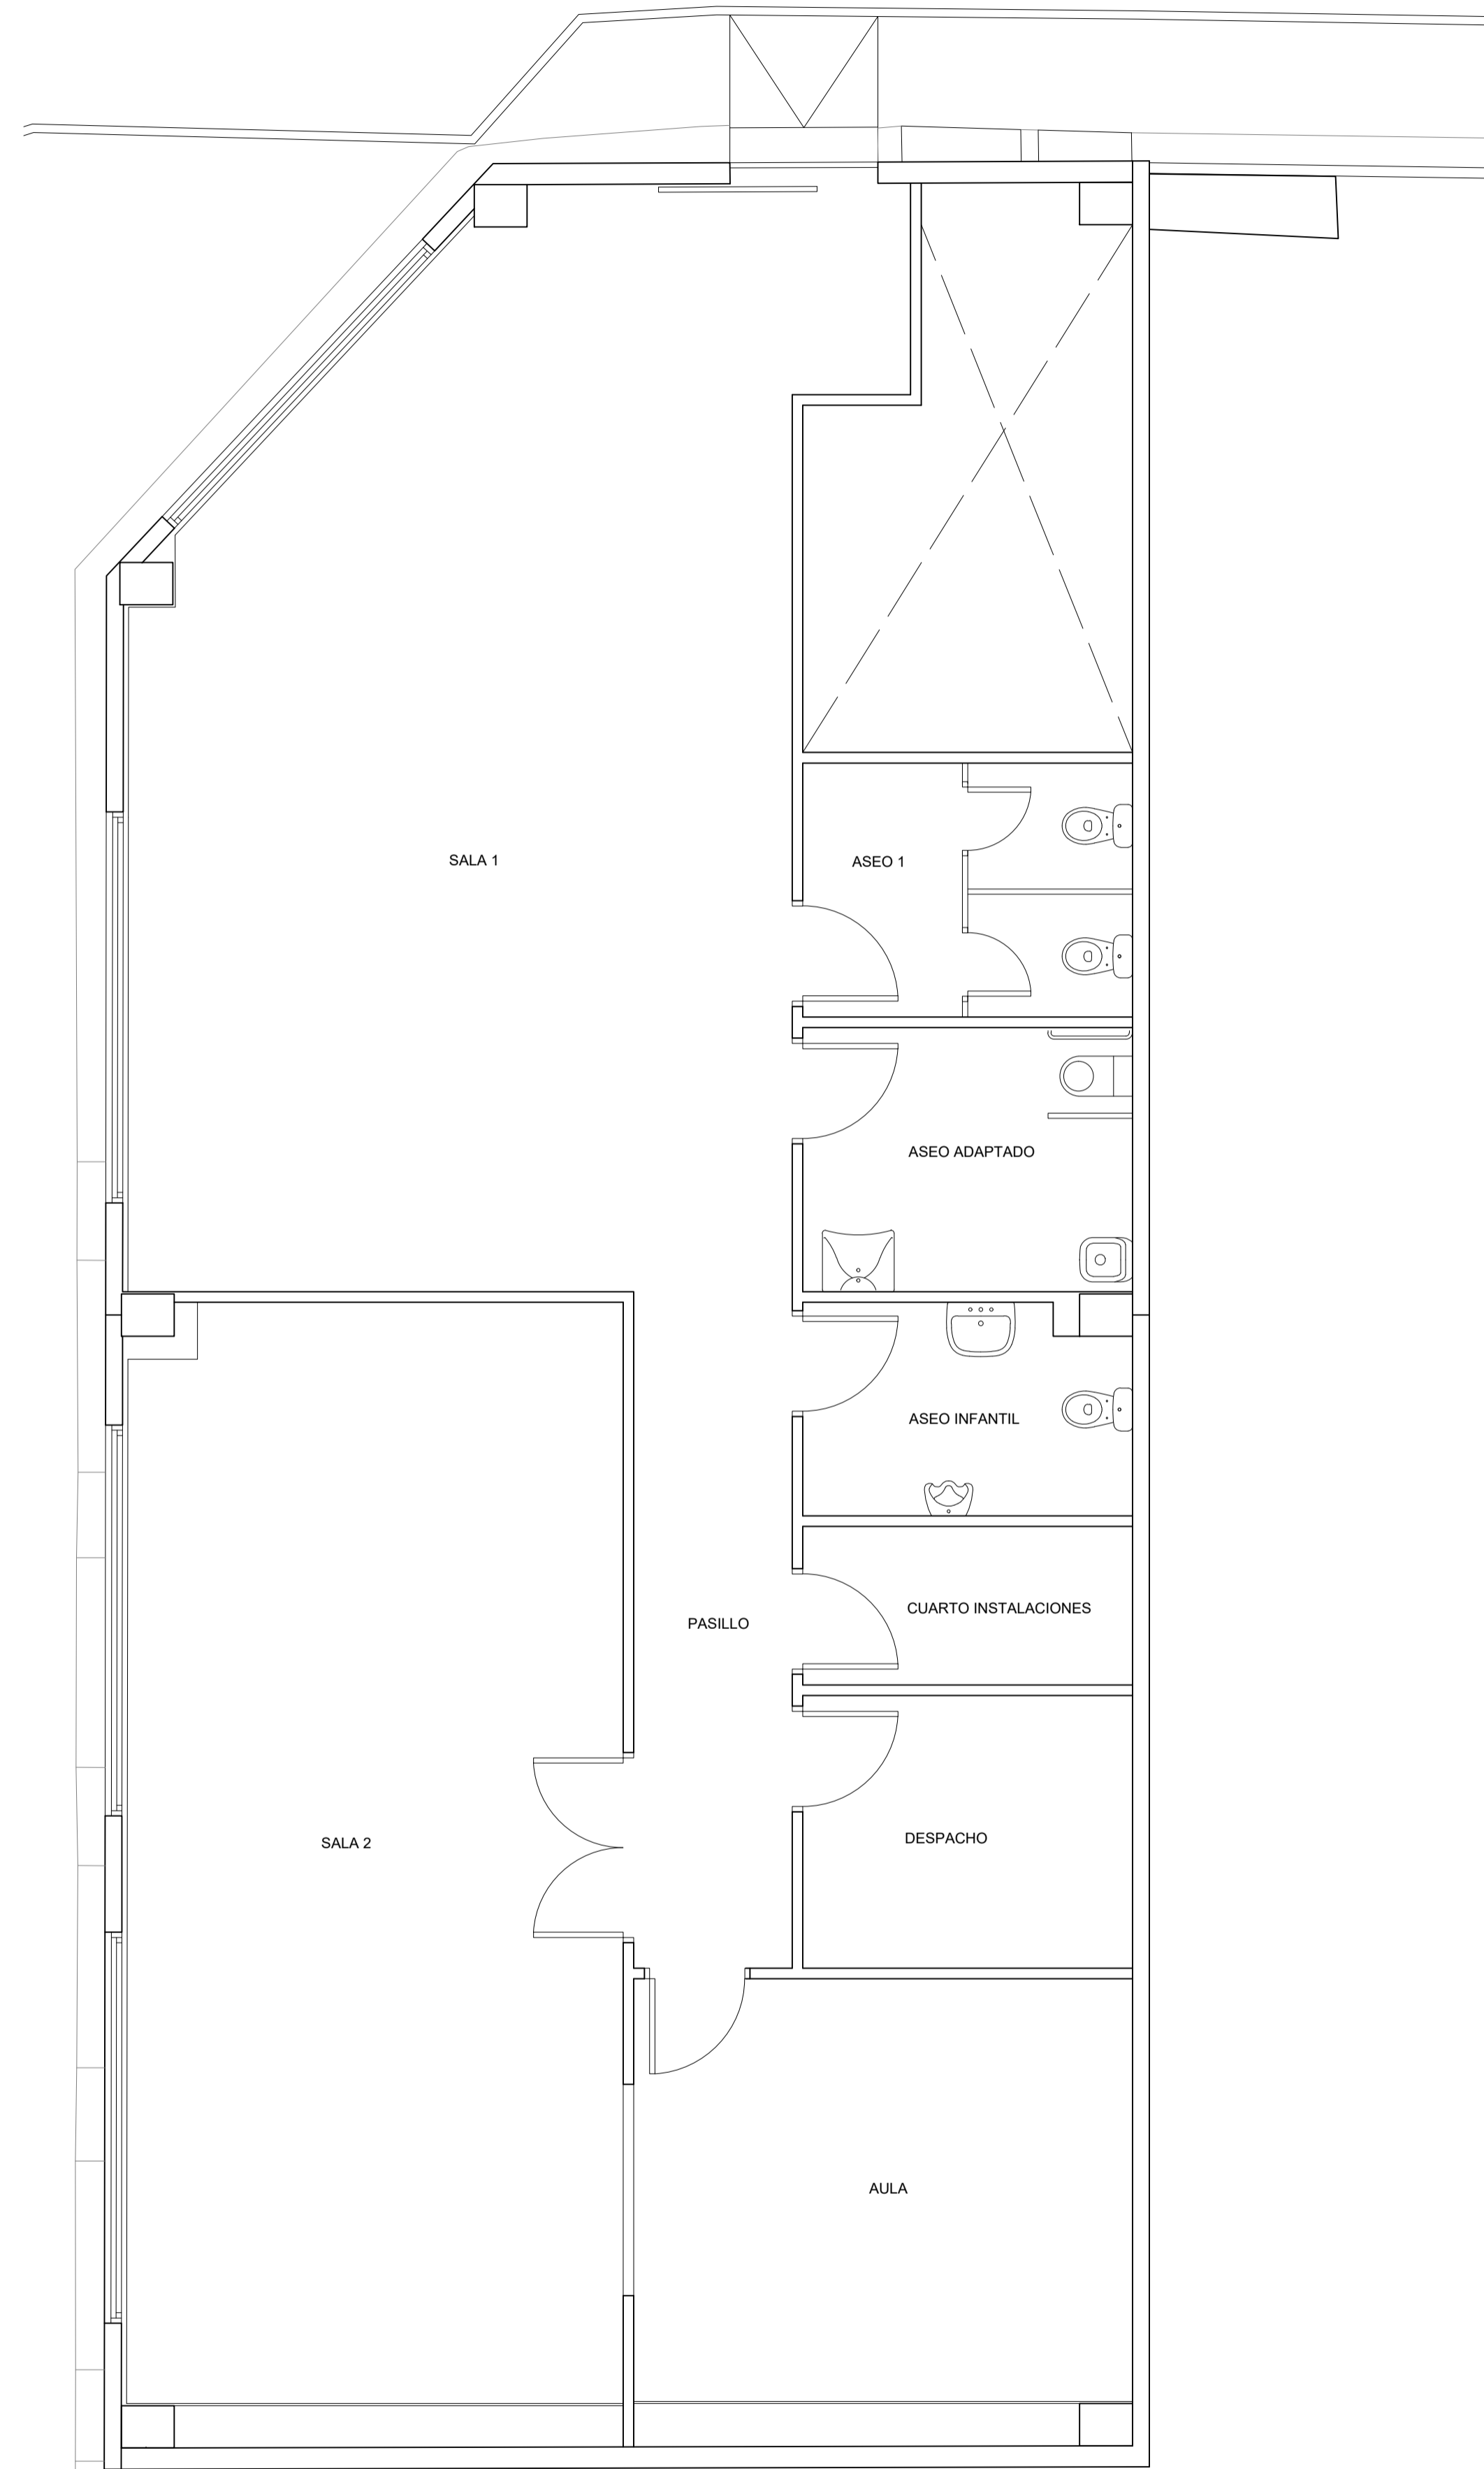 SALA 1
ASEO 1
ASEO ADAPTADO
ASEO INFANTIL
CUARTO INSTALACIONES
PASILLO
DESPACHO
SALA 2
AULA